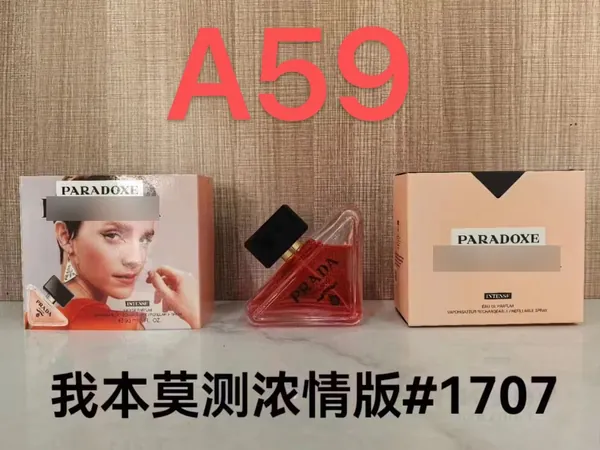 A59
PARADOXE
INTENSE
PARADOXE
INTENSE
EAU DE PARFUM
PRADA
我本莫测浓情版#1707